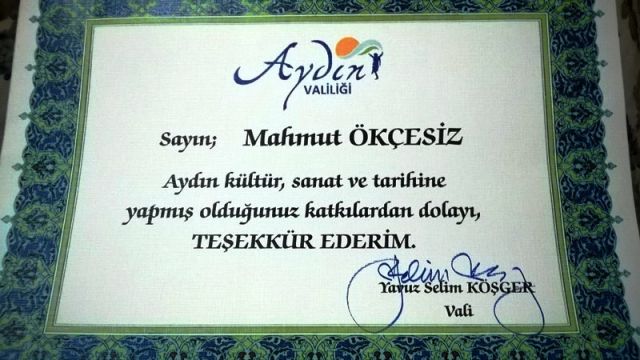 Aydın
VALİLİĞİ
Sayın; Mahmut ÖKÇESİZ
Aydın kültür, sanat ve tarihine
yapmış olduğunuz katkılardan dolayı,
TEŞEKKÜR EDERİM.
Yavuz Selim KÖŞGER
Vali